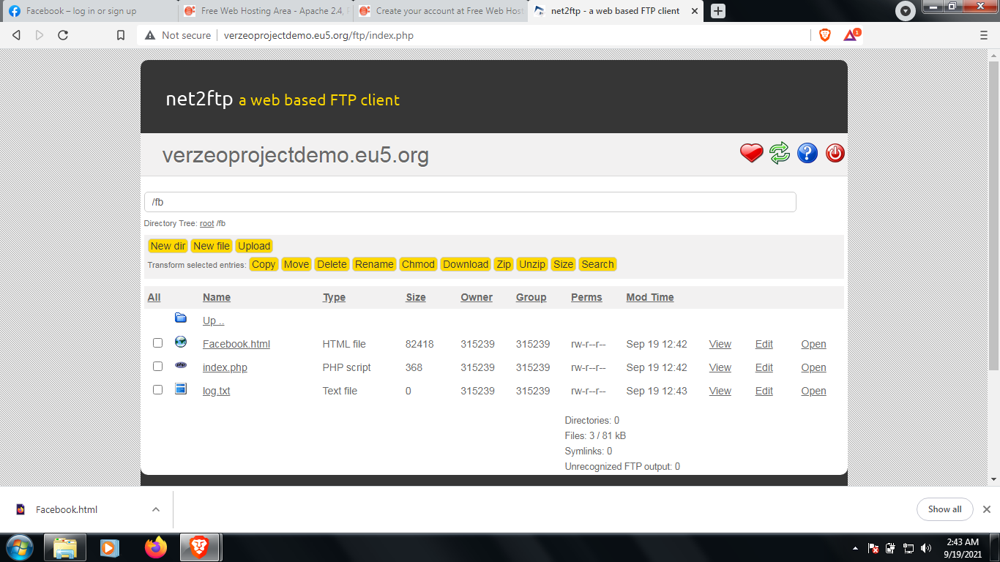 Facebook – log in or sign up
Free Web Hosting Area - Apache 2.4,
Create your account at Free Web Host
net2ftp - a web based FTP client
Not secure
verzeoprojectdemo.eu5.org/ftp/index.php
1
net2ftp a web based FTP client
verzeoprojectdemo.eu5.org
/fb
Directory Tree: root /fb
New dir New file Upload
Transform selected entries: Copy Move Delete Rename Chmod Download Zip Unzip Size Search
All Name Type Size Owner Group Perms Mod Time
Up ..
Facebook.html HTML file 82418 315239 315239 rw-r--r-- Sep 19 12:42 View Edit Open
php index.php PHP script 368 315239 315239 rw-r--r-- Sep 19 12:42 View Edit Open
log.txt Text file 0 315239 315239 rw-r--r-- Sep 19 12:43 View Edit Open
Directories: 0
Files: 3 / 81 kB
Symlinks: 0
Unrecognized FTP output: 0
Facebook.html
Show all
2:43 AM
9/19/2021